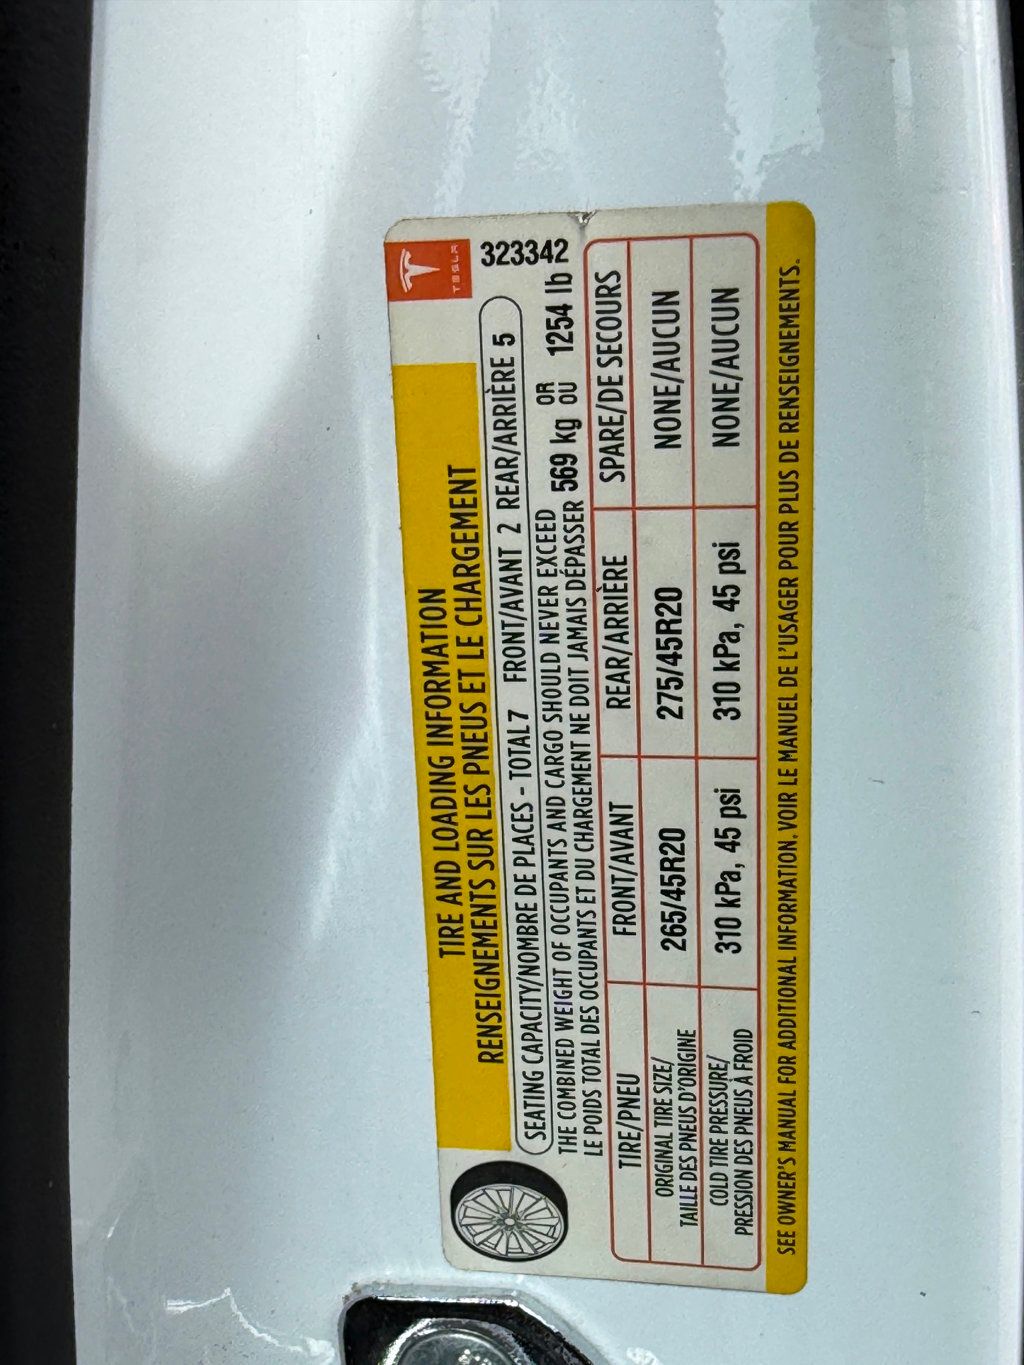 TESLA
TIRE AND LOADING INFORMATION
RENSEIGNEMENTS SUR LES PNEUS ET LE CHARGEMENT
323342
SEATING CAPACITY/NOMBRE DE PLACES - TOTAL 7 FRONT/AVANT 2 REAR/ARRIÈRE 5
THE COMBINED WEIGHT OF OCCUPANTS AND CARGO SHOULD NEVER EXCEED
LE POIDS TOTAL DES OCCUPANTS ET DU CHARGEMENT NE DOIT JAMAIS DÉPASSER
569 kg OR OU 1254 lb
TIRE/PNEU FRONT/AVANT REAR/ARRIÈRE SPARE/DE SECOURS
ORIGINAL TIRE SIZE/
TAILLE DES PNEUS D'ORIGINE
265/45R20 275/45R20 NONE/AUCUN
COLD TIRE PRESSURE/
PRESSION DES PNEUS À FROID
310 kPa, 45 psi 310 kPa, 45 psi NONE/AUCUN
SEE OWNER'S MANUAL FOR ADDITIONAL INFORMATION. VOIR LE MANUEL DE L'USAGER POUR PLUS DE RENSEIGNEMENTS.